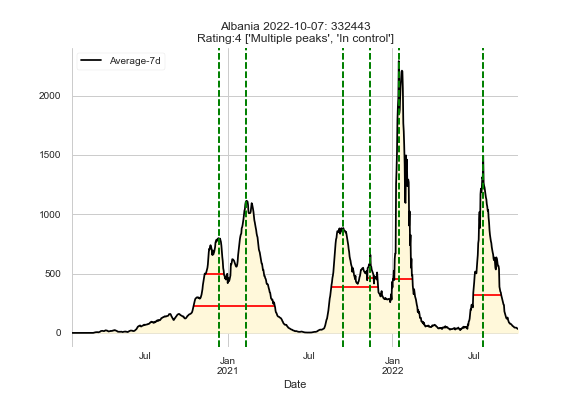 Albania 2022-10-07: 332443
Rating:4 ['Multiple peaks', 'In control']
Average-7d
2000
1500
1000
500
0
Jul
Jan
2021
Jul
Jan
2022
Jul
Date